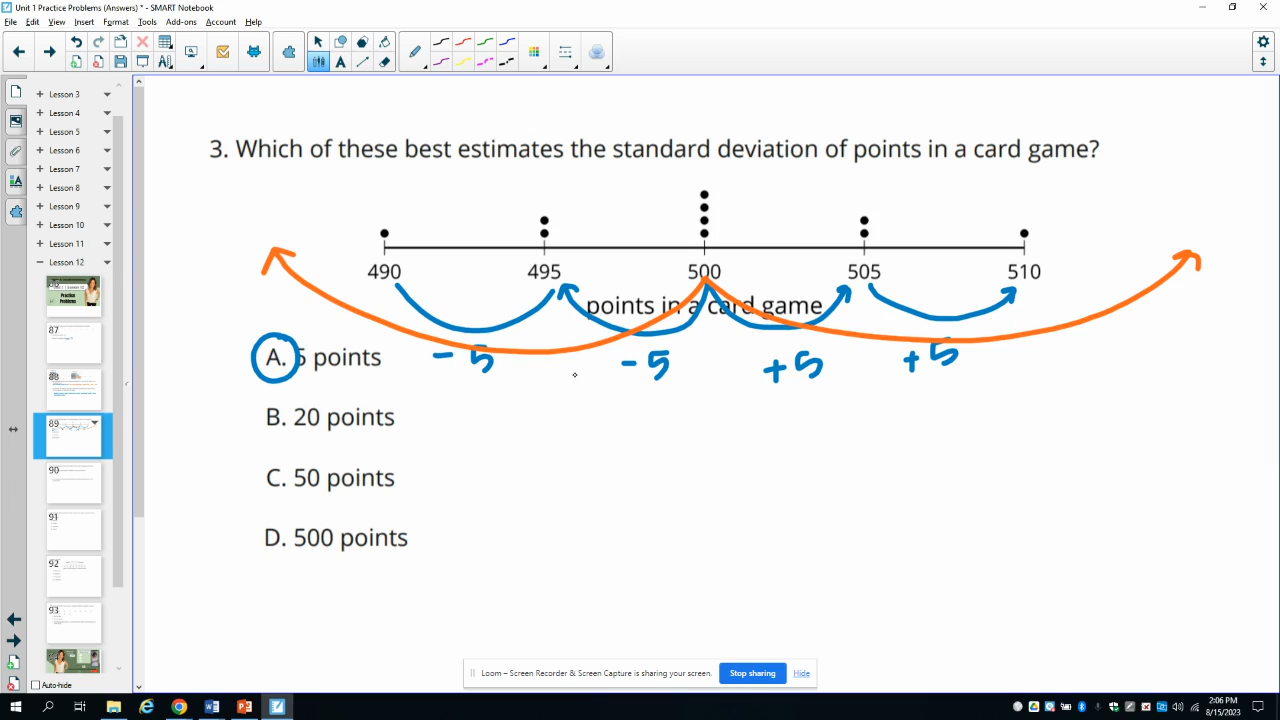 Unit 1 Practice Problems (Answers) * - SMART Notebook
File Edit View Insert Format Tools Add-ons Account Help
Lesson 3
Lesson 4
Lesson 5
Lesson 6
Lesson 7
Lesson 8
Lesson 9
Lesson 10
Lesson 11
Lesson 12
Practice
Problems
87
88
89
90
91
92
93
Auto-hide
3. Which of these best estimates the standard deviation of points in a card game?
490 495 500 505 510
points in a card game
- 5 - 5 + 5 + 5
A. 5 points
B. 20 points
C. 50 points
D. 500 points
Loom – Screen Recorder & Screen Capture is sharing your screen. Stop sharing Hide
2:06 PM
8/15/2023